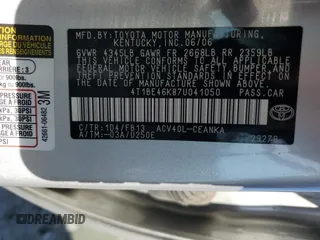 MFD.BY:TOYOTA MOTOR MANUFACTURING,
KENTUCKY,INC.06/06
GVWR 4345LB GAWR FR 2668LB RR 2359LB
THIS VEHICLE CONFORMS TO ALL APPLICABLE
FEDERAL MOTOR VEHICLE SAFETY, BUMPER, AND
THEFT PREVENTION STANDARDS IN EFFECT ON
THE DATE OF MANUFACTURE SHOWN ABOVE.
4T1BE46K87U041050 PASS.CAR
C/TR:1D4/FB13 ACV40L-CEANKA
A/TM:-03A/U250E
42661-06482 3M
DREAMBID